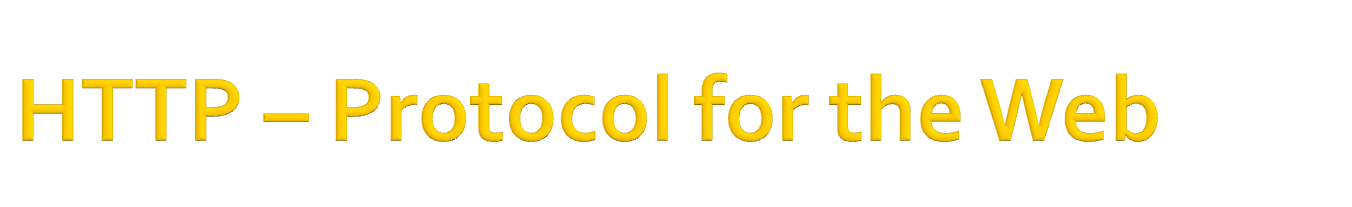 HTTP – Protocol for the Web